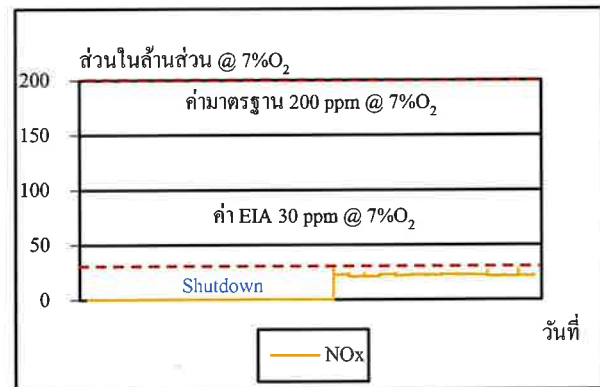 ส่วนในล้านส่วน @ 7%O₂
200
ค่ามาตรฐาน 200 ppm @ 7%O₂
150
100
ค่า EIA 30 ppm @ 7%O₂
50
Shutdown
0
วันที่
NOx